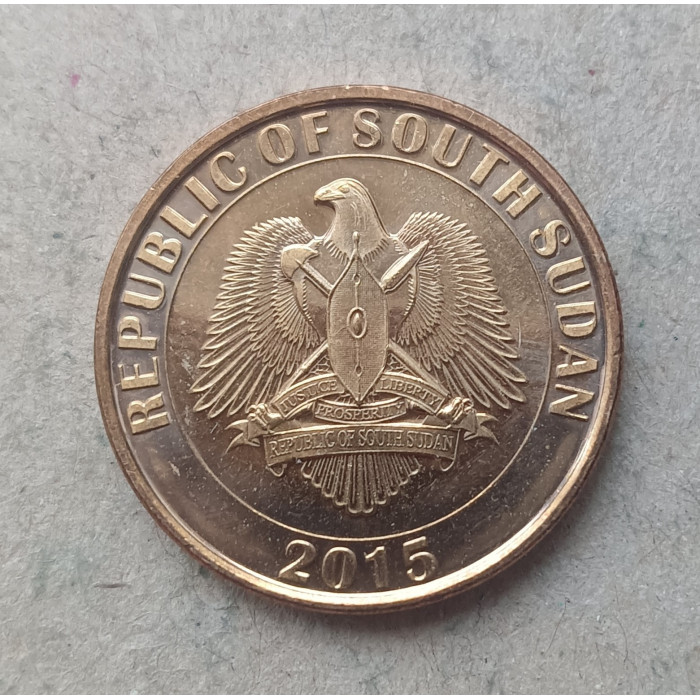 REPUBLIC OF SOUTH SUDAN
JUSTICE LIBERTY
PROSPERITY
REPUBLIC OF SOUTH SUDAN
2015